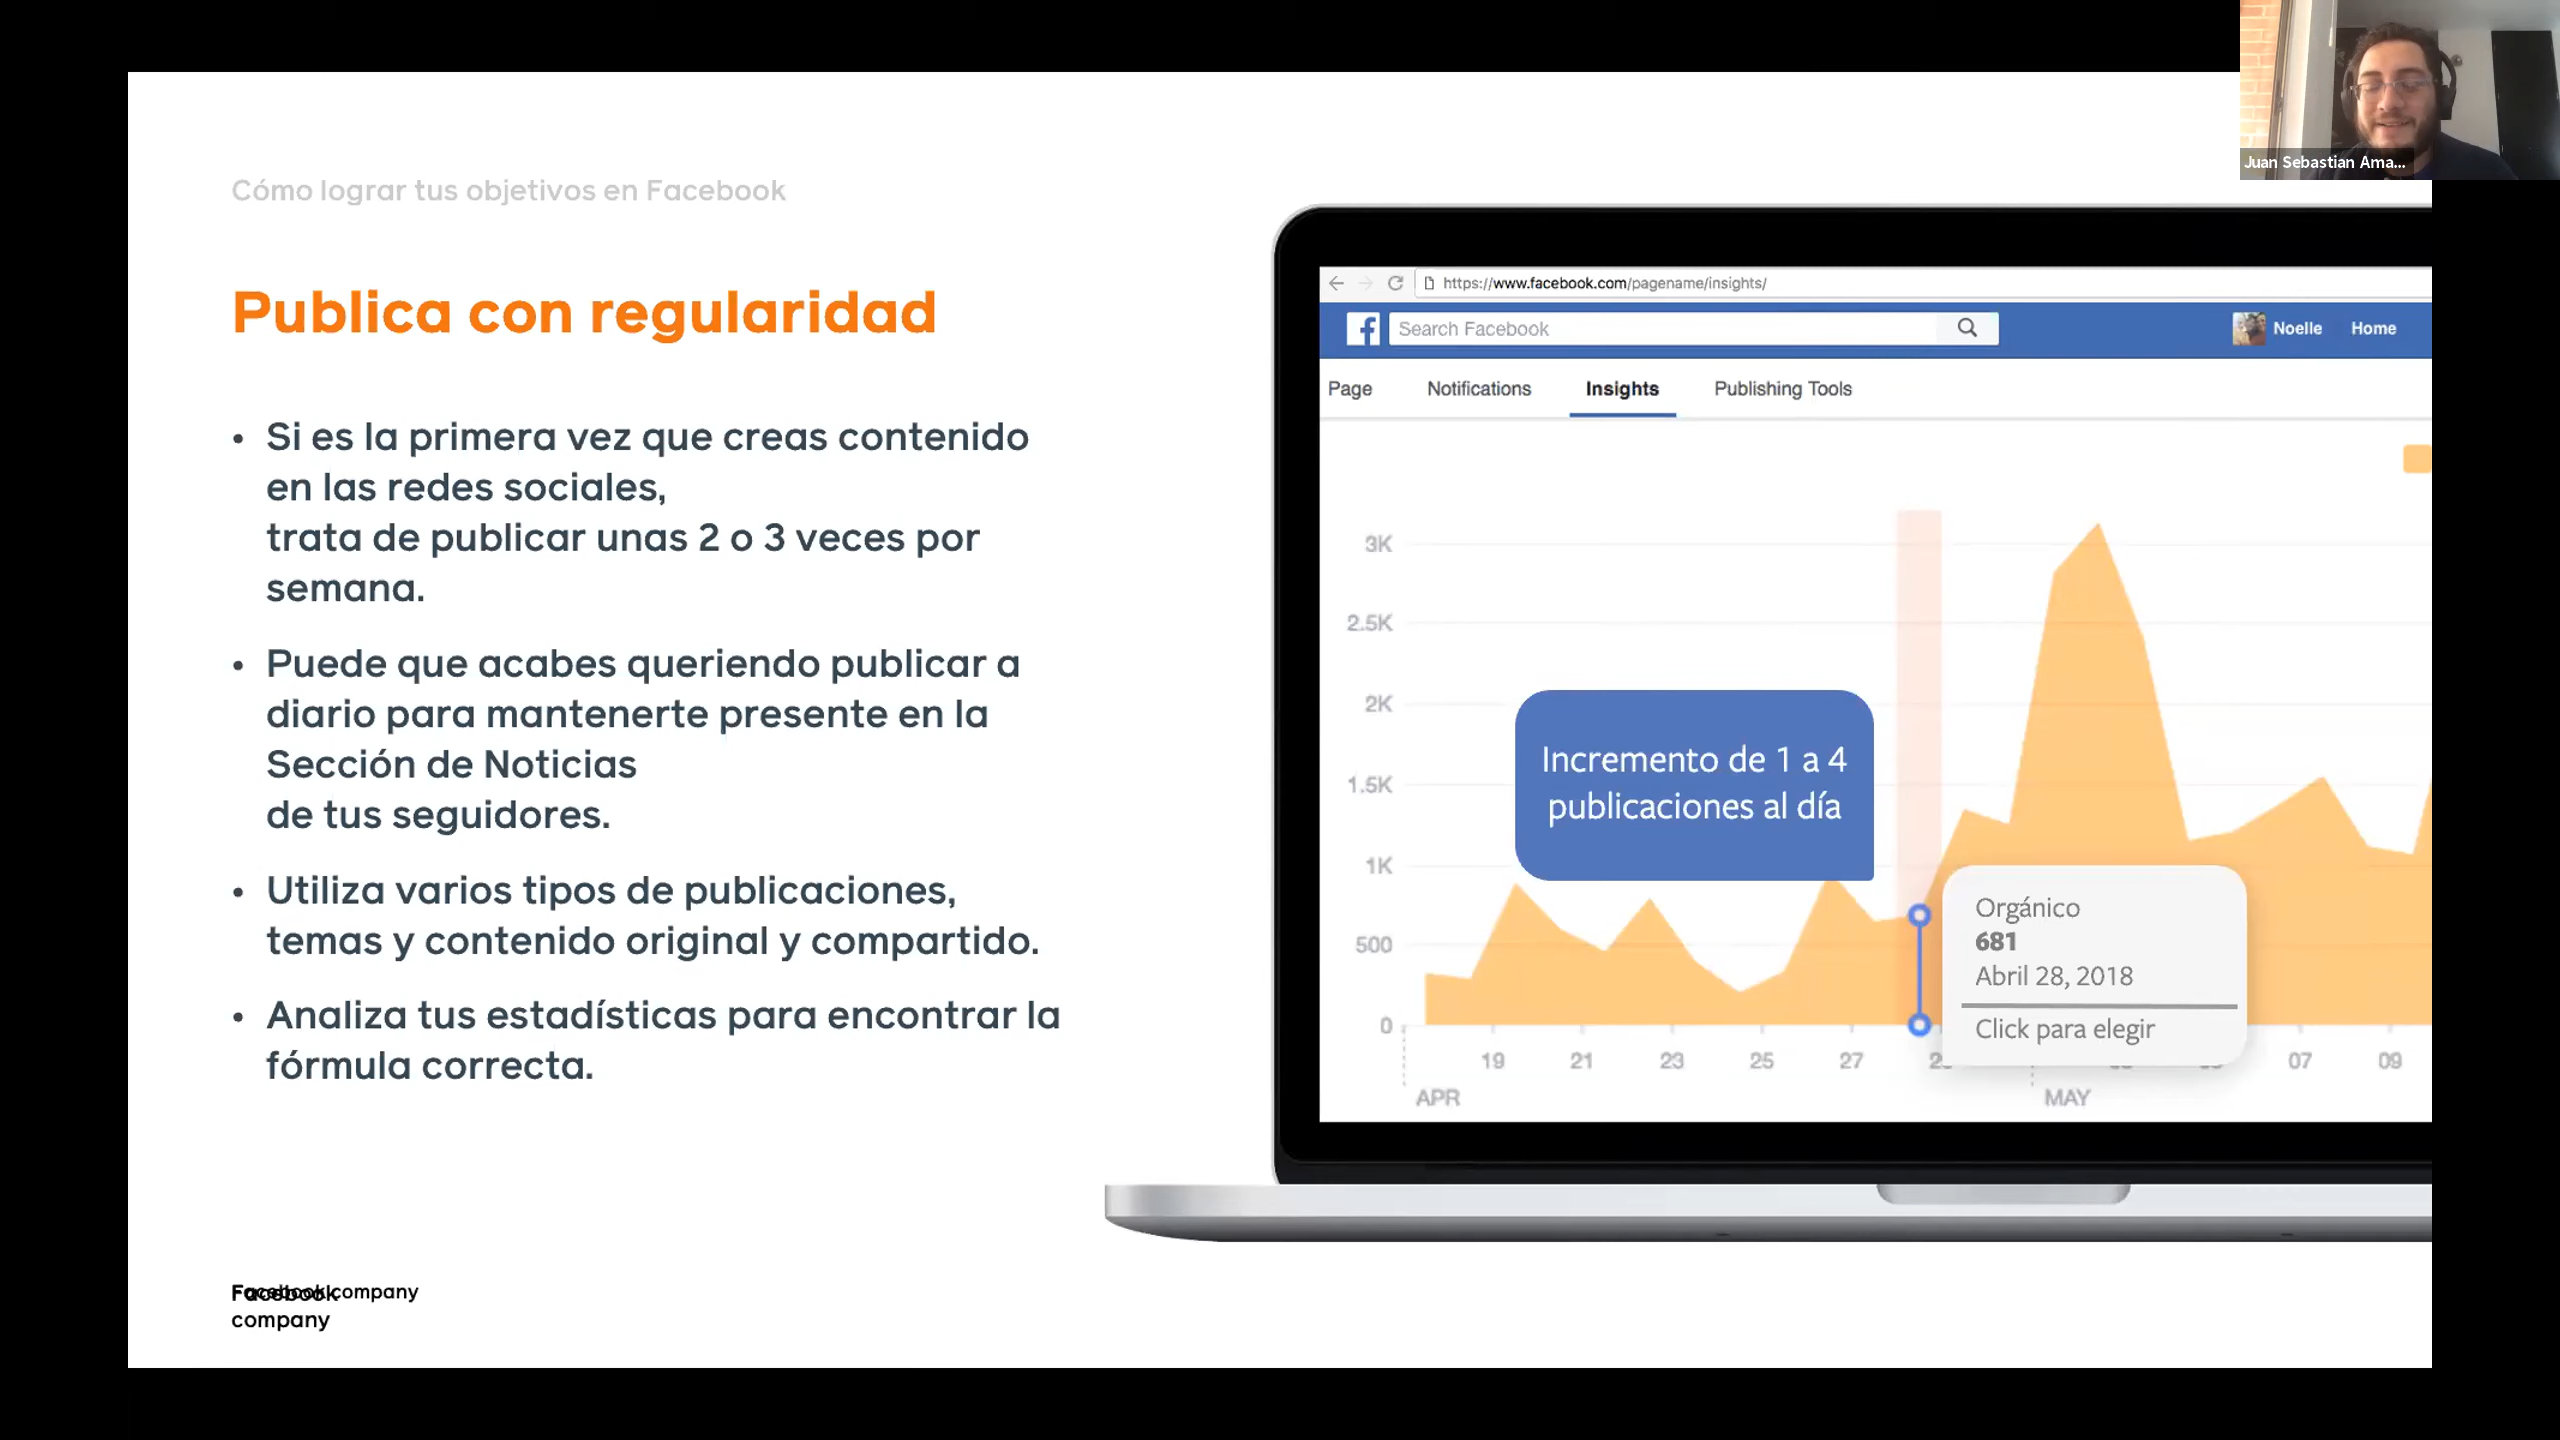 Juan Sebastian Ama...
Cómo lograr tus objetivos en Facebook
Publica con regularidad
• Si es la primera vez que creas contenido
en las redes sociales,
trata de publicar unas 2 o 3 veces por
semana.
• Puede que acabes queriendo publicar a
diario para mantenerte presente en la
Sección de Noticias
de tus seguidores.
• Utiliza varios tipos de publicaciones,
temas y contenido original y compartido.
• Analiza tus estadísticas para encontrar la
fórmula correcta.
https://www.facebook.com/pagename/insights/
Search Facebook
Noelle Home
Page Notifications Insights Publishing Tools
3K
2.5K
2K
1.5K
1K
500
0
Incremento de 1 a 4
publicaciones al día
Orgánico
681
Abril 28, 2018
Click para elegir
19 21 23 25 27 07 09
APR MAY
Facebook company
Facebook
company